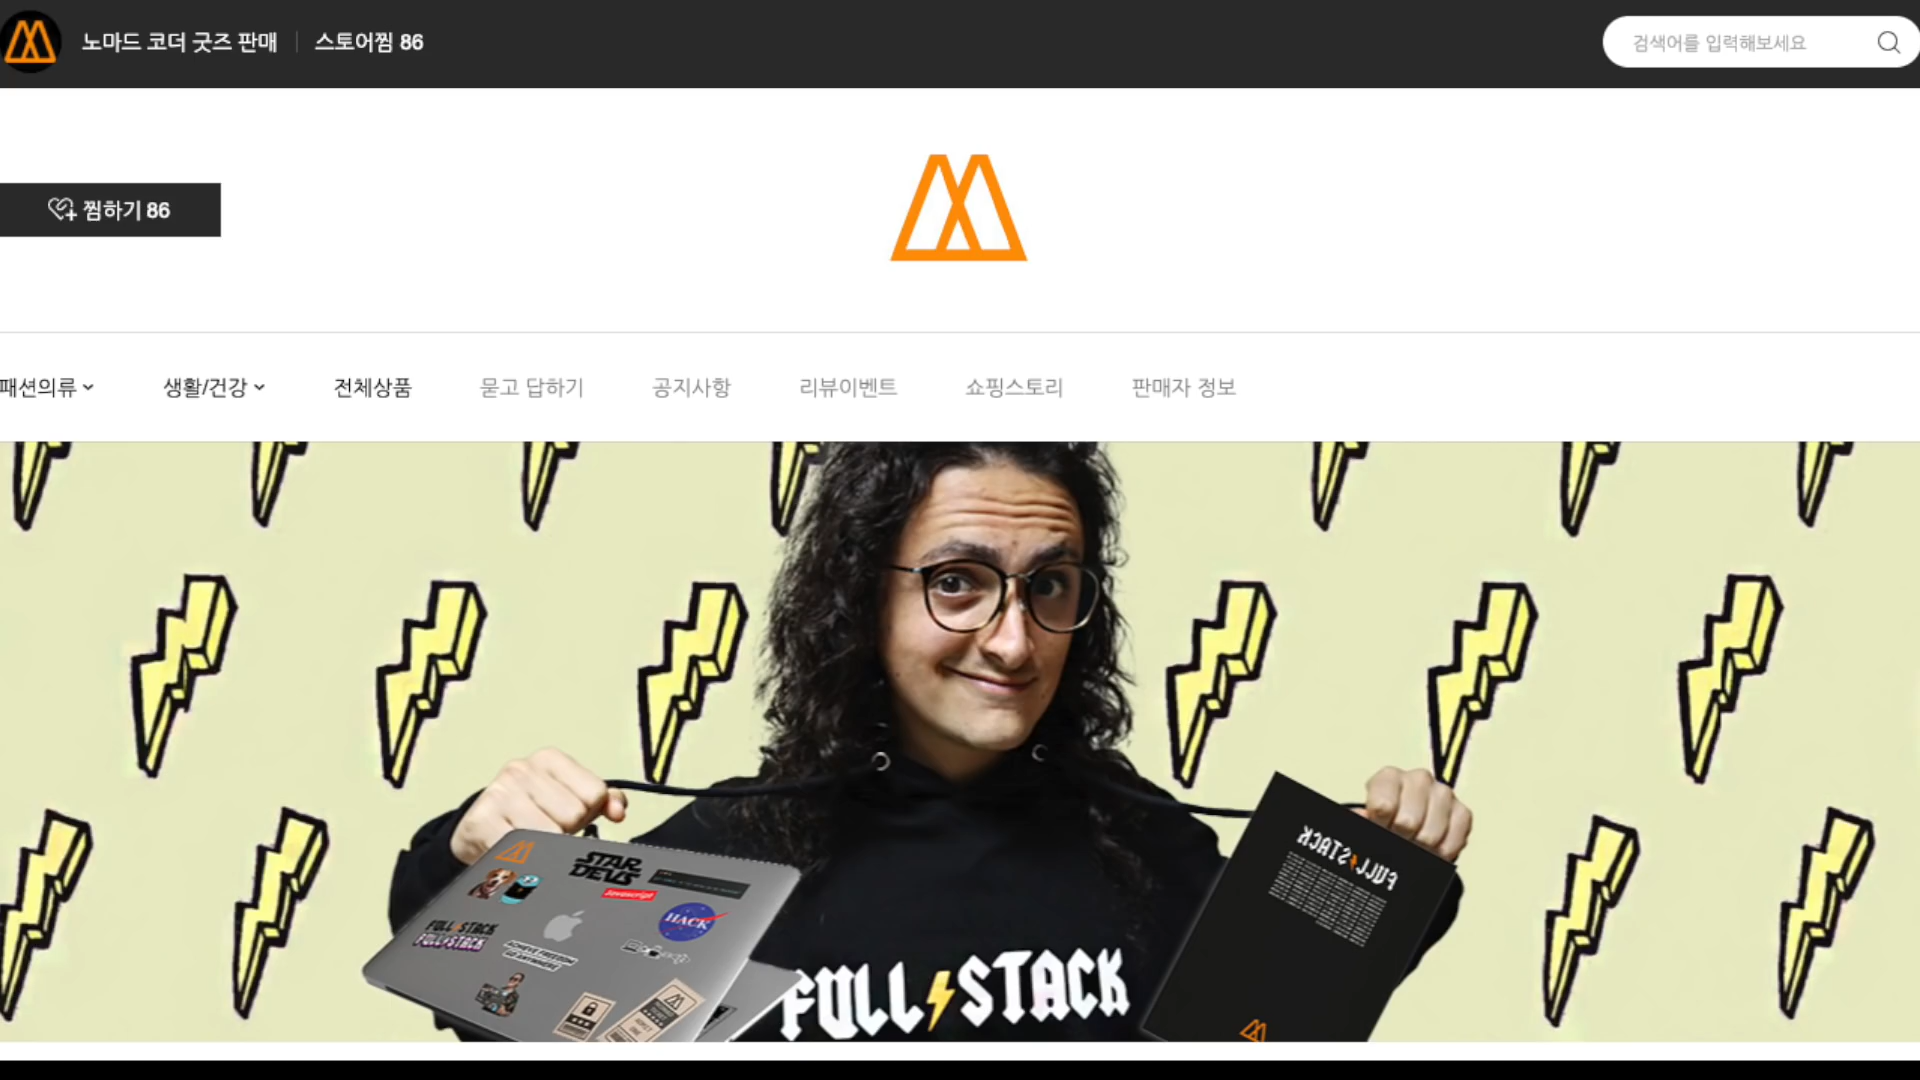 노마드 코더 굿즈 판매
스토어찜 86
검색어를 입력해보세요
찜하기 86
패션의류
생활/건강
전체상품
묻고 답하기
공지사항
리뷰이벤트
쇼핑스토리
판매자 정보
STAR
DEVS
Javascript
HACK
FULL STACK
FULL STACK
FULL STACK
FULL STACK